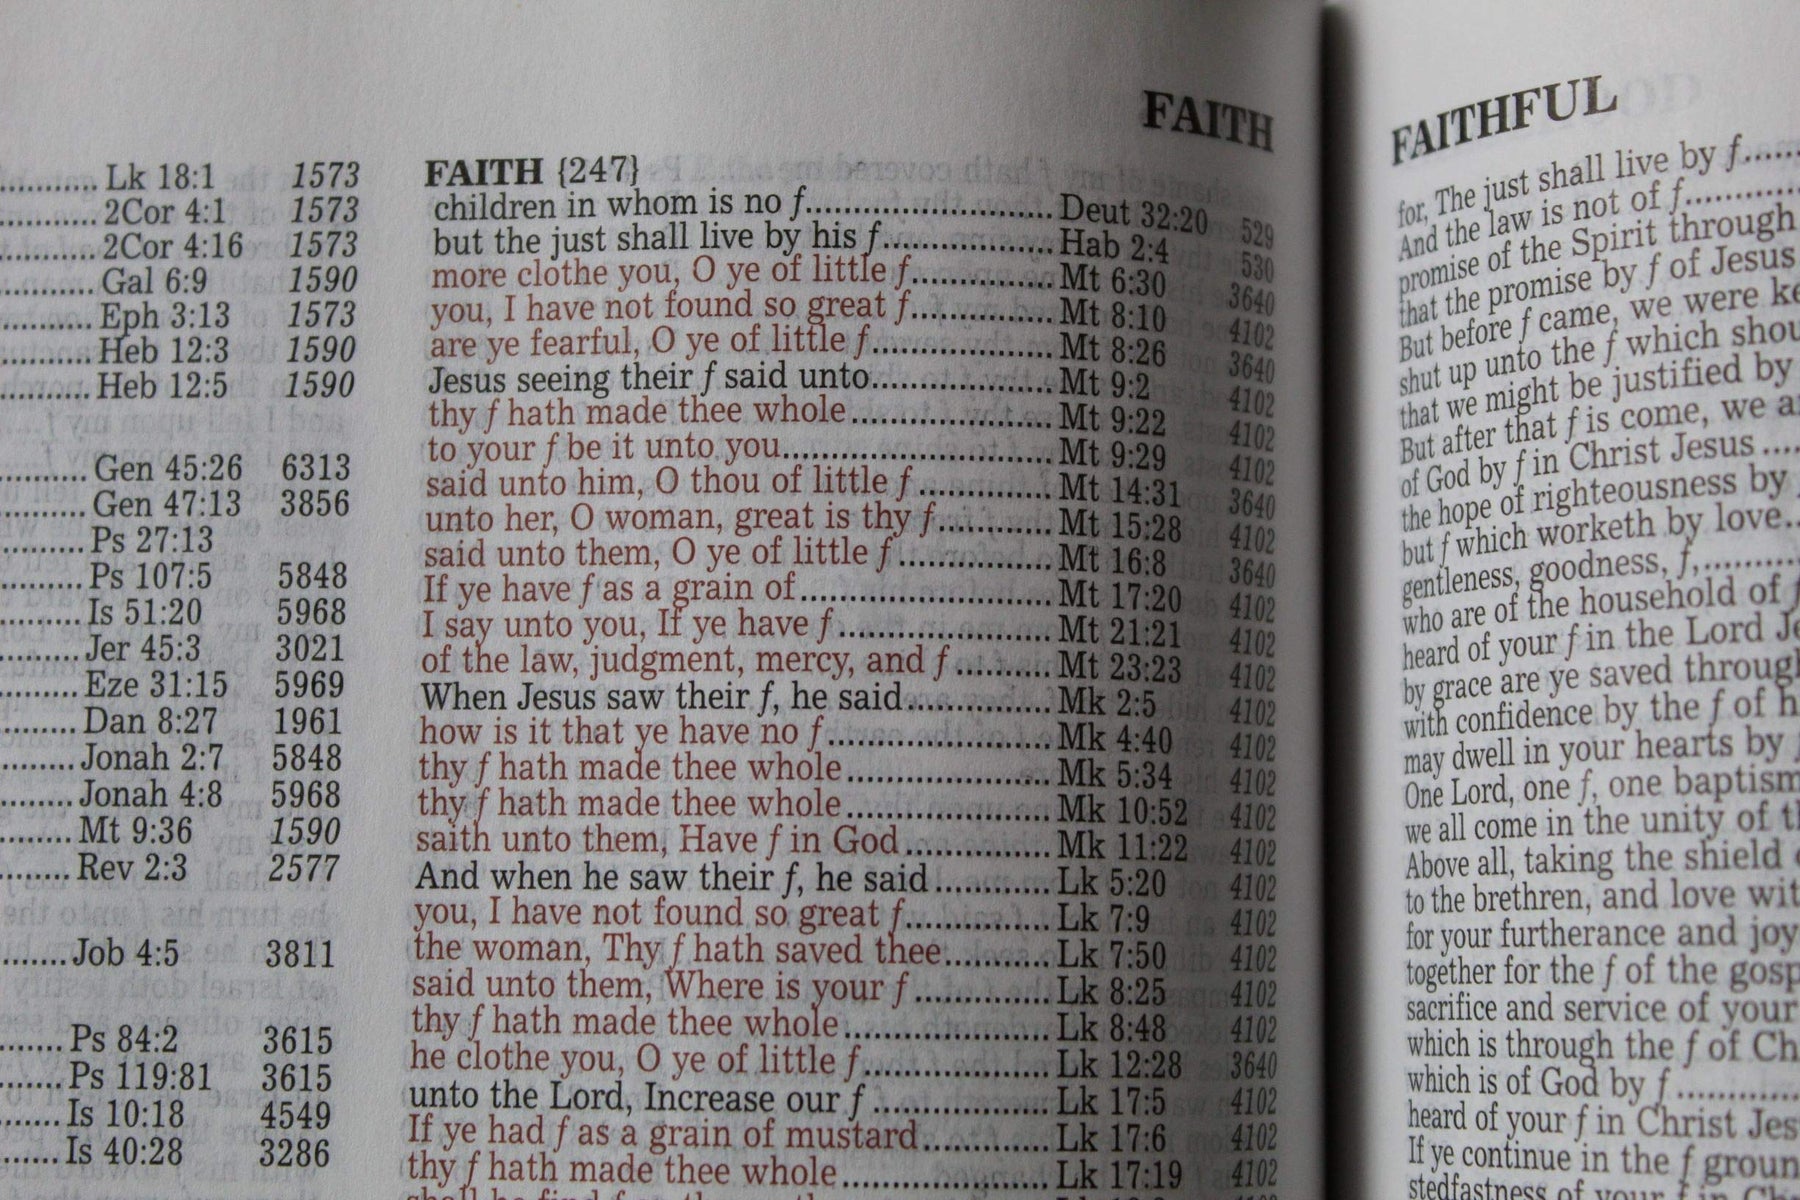 FAITH
.......... Lk 18:1 1573
.......... 2Cor 4:1 1573
.......... 2Cor 4:16 1573
.......... Gal 6:9 1590
.......... Eph 3:13 1573
.......... Heb 12:3 1590
.......... Heb 12:5 1590
.......... Gen 45:26 6313
.......... Gen 47:13 3856
.......... Ps 27:13
.......... Ps 107:5 5848
.......... Is 51:20 5968
.......... Jer 45:3 3021
.......... Eze 31:15 5969
.......... Dan 8:27 1961
.......... Jonah 2:7 5848
........ Jonah 4:8 5968
........ Mt 9:36 1590
........ Rev 2:3 2577
....... Job 4:5 3811
....... Ps 84:2 3615
....... Ps 119:81 3615
....... Is 10:18 4549
....... Is 40:28 3286
FAITH {247}
children in whom is no f.......................... Deut 32:20 529
but the just shall live by his f.................. Hab 2:4 530
more clothe you, O ye of little f............... Mt 6:30 3640
you, I have not found so great f............... Mt 8:10 4102
are ye fearful, O ye of little f................... Mt 8:26 3640
Jesus seeing their f said unto................... Mt 9:2 4102
thy f hath made thee whole..................... Mt 9:22 4102
to your f be it unto you............................ Mt 9:29 4102
said unto him, O thou of little f.............. Mt 14:31 3640
unto her, O woman, great is thy f............ Mt 15:28 4102
said unto them, O ye of little f................ Mt 16:8 3640
If ye have f as a grain of.......................... Mt 17:20 4102
I say unto you, If ye have f...................... Mt 21:21 4102
of the law, judgment, mercy, and f.......... Mt 23:23 4102
When Jesus saw their f, he said............... Mk 2:5 4102
how is it that ye have no f....................... Mk 4:40 4102
thy f hath made thee whole..................... Mk 5:34 4102
thy f hath made thee whole..................... Mk 10:52 4102
saith unto them, Have f in God............... Mk 11:22 4102
And when he saw their f, he said............ Lk 5:20 4102
you, I have not found so great f............... Lk 7:9 4102
the woman, Thy f hath saved thee........... Lk 7:50 4102
said unto them, Where is your f.............. Lk 8:25 4102
thy f hath made thee whole..................... Lk 8:48 4102
he clothe you, O ye of little f................... Lk 12:28 3640
unto the Lord, Increase our f.................. Lk 17:5 4102
If ye had f as a grain of mustard............. Lk 17:6 4102
thy f hath made thee whole..................... Lk 17:19 4102
FAITHFUL
for, The just shall live by f......
And the law is not of f............
promise of the Spirit through
that the promise by f of Jesus
But before f came, we were
shut up unto the f which
that we might be justified by
But after that f is come, we
of God by f in Christ Jesus ....
the hope of righteousness by
but f which worketh by love..
gentleness, goodness, f,..........
who are of the household of f
heard of your f in the Lord
by grace are ye saved through
with confidence by the f of
may dwell in your hearts by
One Lord, one f, one baptism
we all come in the unity of
Above all, taking the shield
to the brethren, and love
for your furtherance and joy
together for the f of the
sacrifice and service of your
which is through the f of
which is of God by f .............
heard of your f in Christ
If ye continue in the f
stedfastness of your f in